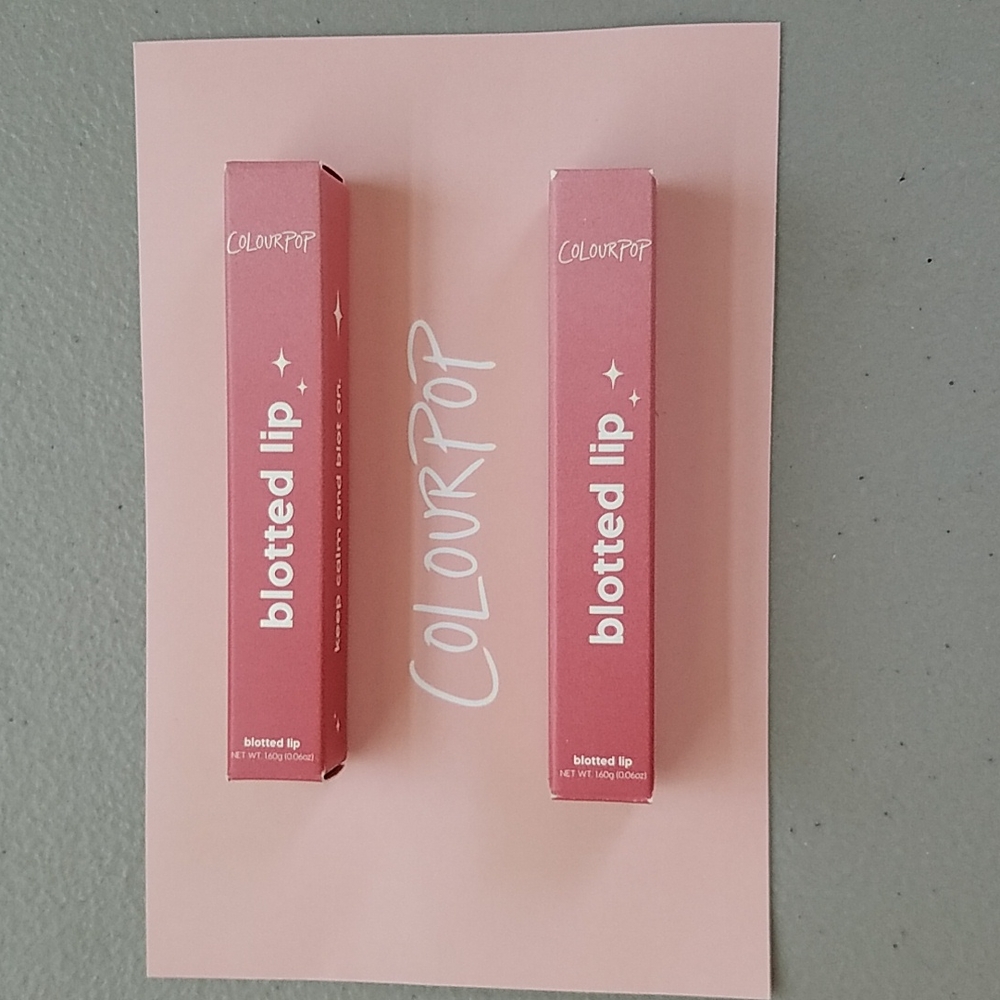 COLOURPOP
blotted lip
keep calm and blot on.
blotted lip
NET WT. 1.60g (0.06oz)
COLOURPOP
COLOURPOP
blotted lip
blotted lip
NET WT. 1.60g (0.06oz)